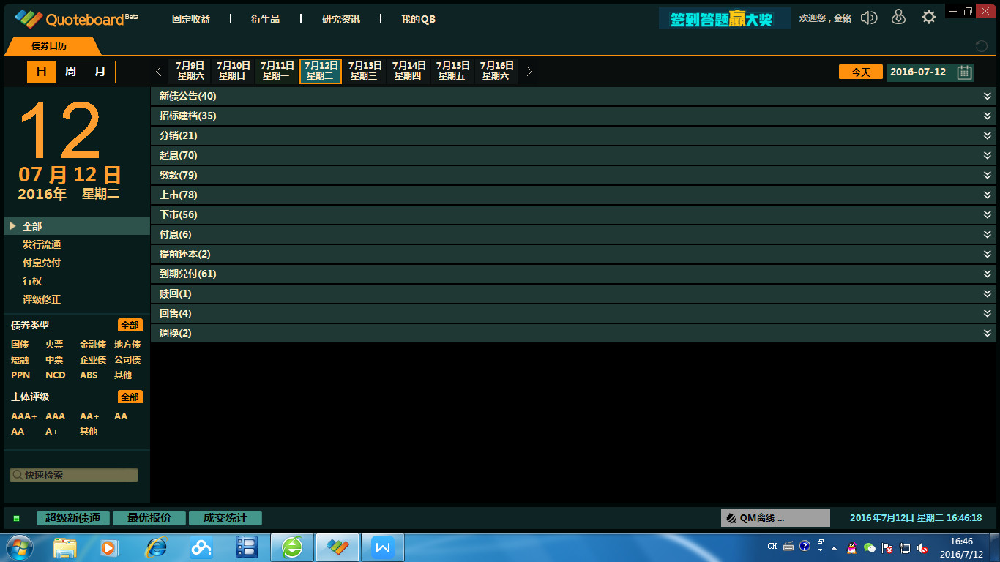 Quoteboard Beta
固定收益
衍生品
研究资讯
我的QB
签到答题赢大奖
欢迎您，金铭
债券日历
日 周 月
7月9日 星期六
7月10日 星期日
7月11日 星期一
7月12日 星期二
7月13日 星期三
7月14日 星期四
7月15日 星期五
7月16日 星期六
今天
2016-07-12
12
07 月 12 日
2016年 星期二
全部
发行流通
付息兑付
行权
评级修正
债券类型 全部
国债 央票 金融债 地方债
短融 中票 企业债 公司债
PPN NCD ABS 其他
主体评级 全部
AAA+ AAA AA+ AA
AA- A+ 其他
快速检索
新债公告(40)
招标建档(35)
分销(21)
起息(70)
缴款(79)
上市(78)
下市(56)
付息(6)
提前还本(2)
到期兑付(61)
赎回(1)
回售(4)
调换(2)
超级新债通
最优报价
成交统计
QM离线 ...
2016年7月12日 星期二 16:46:18
CH
16:46
2016/7/12